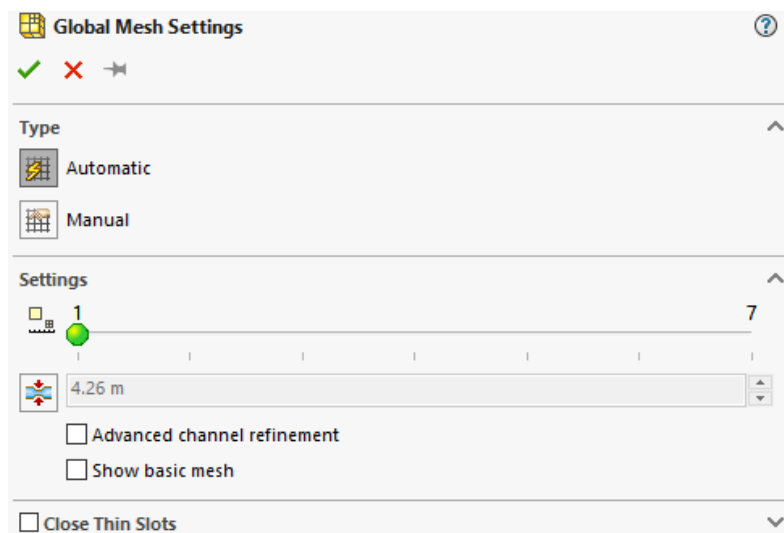 Global Mesh Settings
Type
Automatic
Manual
Settings
1 7
4.26 m
Advanced channel refinement
Show basic mesh
Close Thin Slots